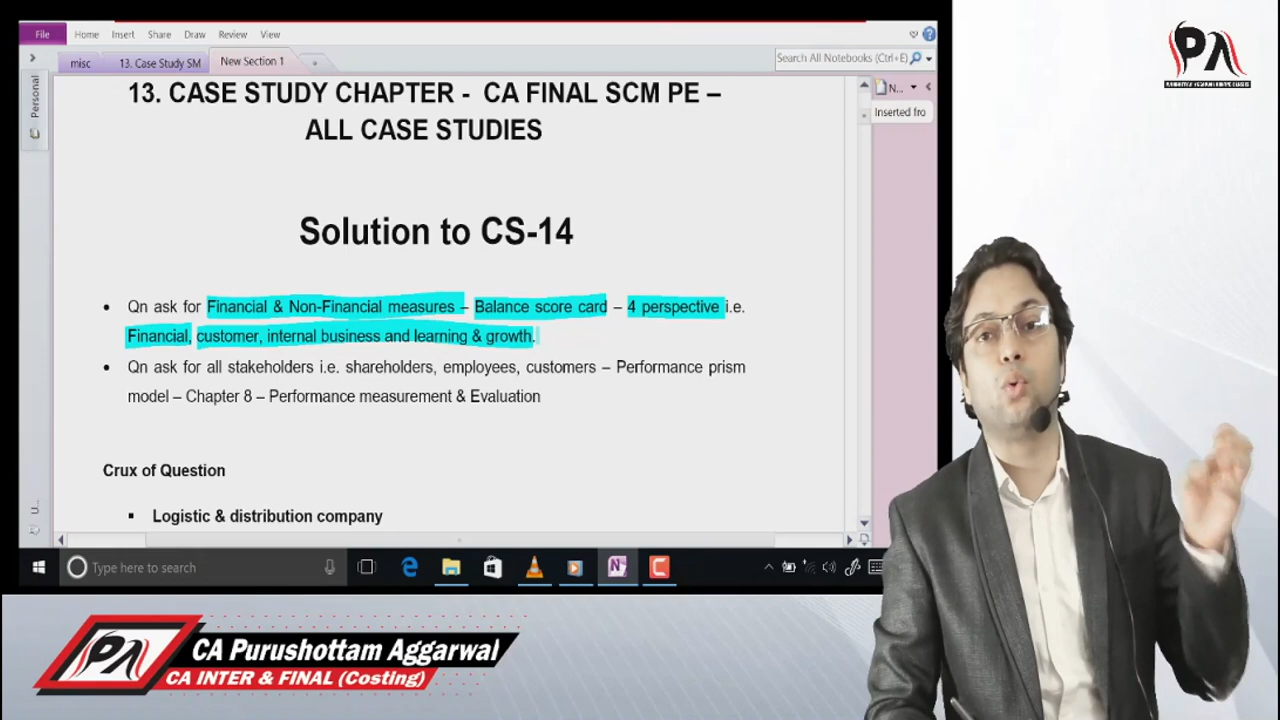 File Home Insert Share Draw Review View
misc 13. Case Study SM New Section 1
Search All Notebooks (Ctrl+E)
Personal
N...
Inserted fro
13. CASE STUDY CHAPTER - CA FINAL SCM PE –
ALL CASE STUDIES
Solution to CS-14
• Qn ask for Financial & Non-Financial measures – Balance score card – 4 perspective i.e.
Financial, customer, internal business and learning & growth.
• Qn ask for all stakeholders i.e. shareholders, employees, customers – Performance prism
model – Chapter 8 – Performance measurement & Evaluation
Crux of Question
▪ Logistic & distribution company
U...
Type here to search
PA
PA
CA Purushottam Aggarwal
CA INTER & FINAL (Costing)